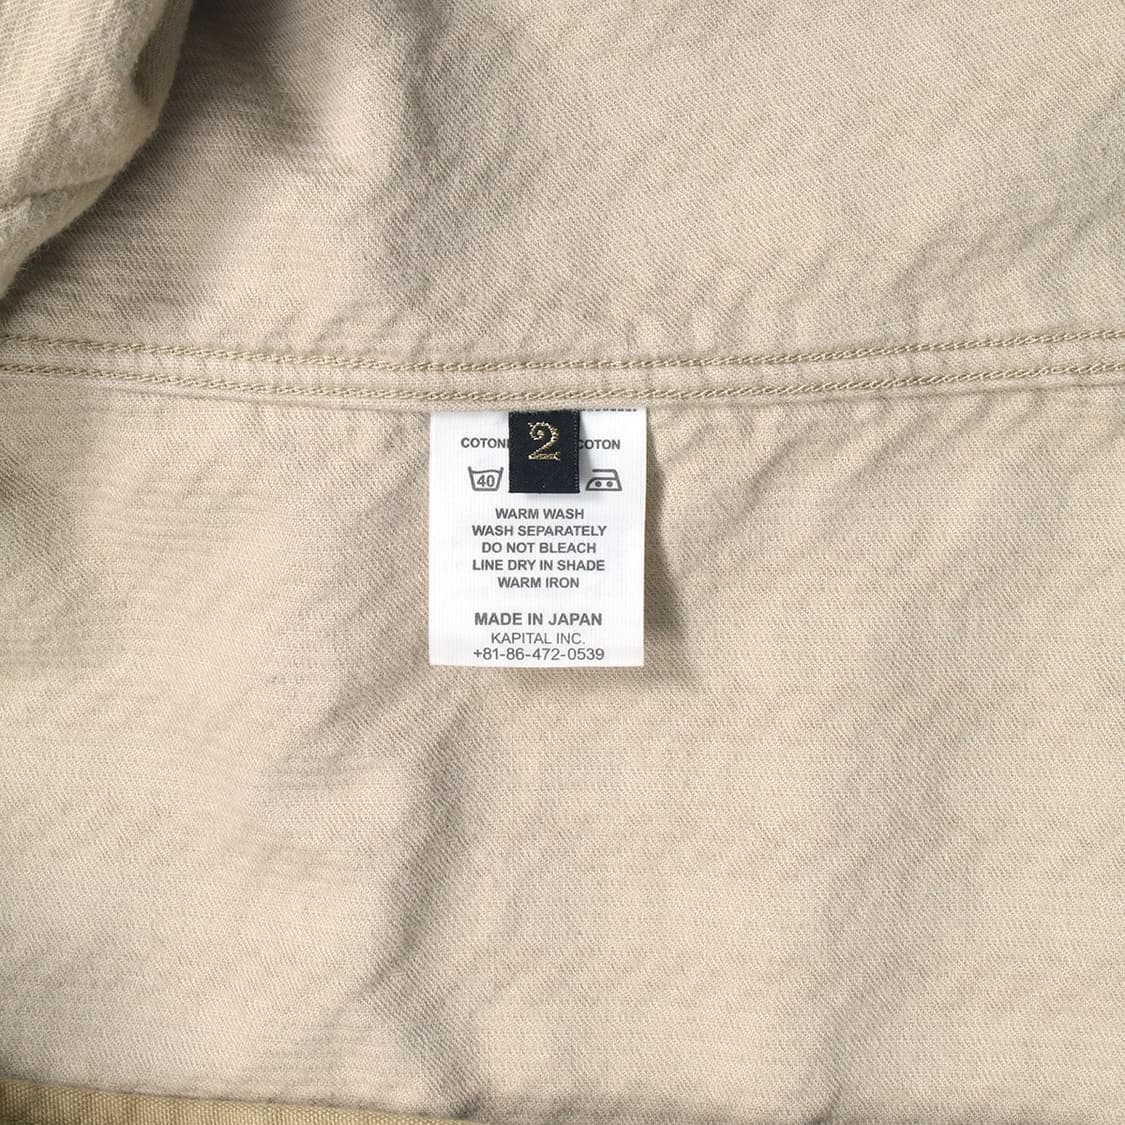 2
COTON
40
WARM WASH
WASH SEPARATELY
DO NOT BLEACH
LINE DRY IN SHADE
WARM IRON
MADE IN JAPAN
KAPITAL INC.
+81-86-472-0539